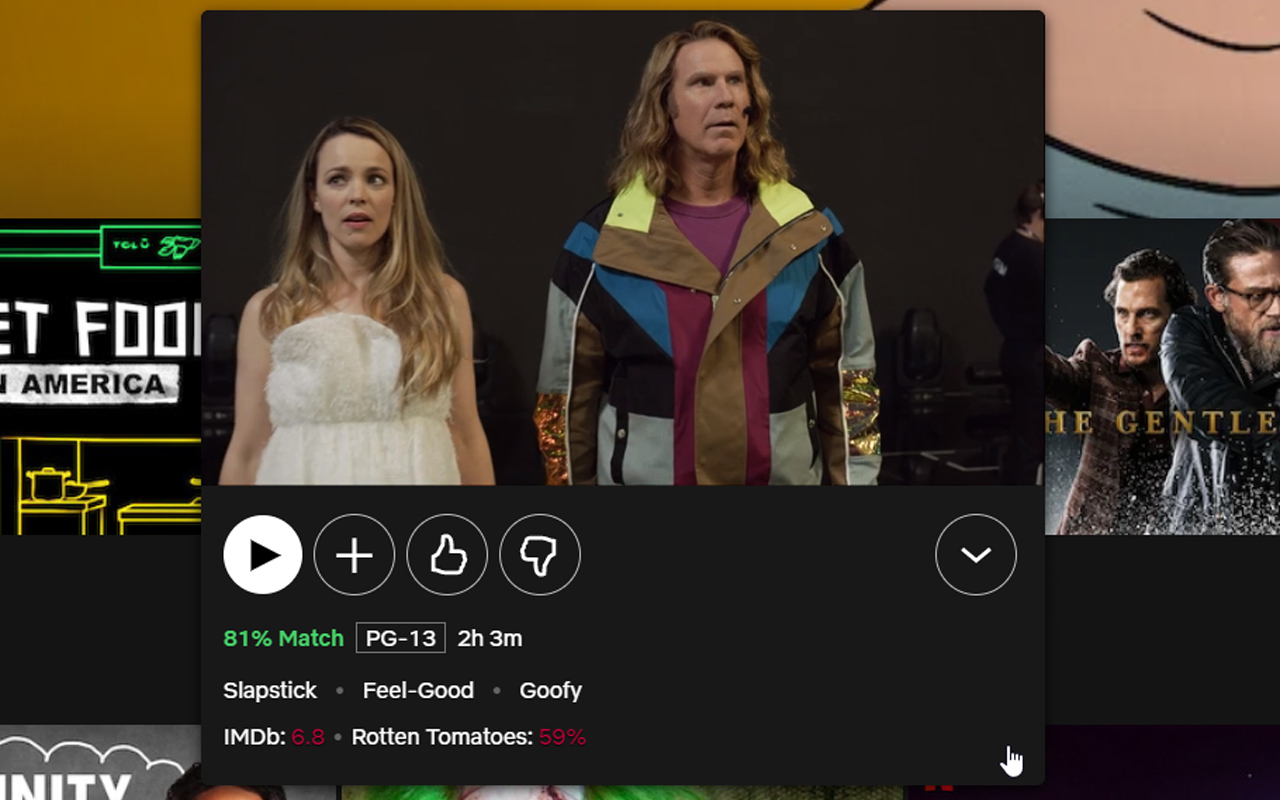 TOLÚ
ET FOO
N AMERICA
HE GENTLE
81% Match PG-13 2h 3m
Slapstick • Feel-Good • Goofy
IMDb: 6.8 • Rotten Tomatoes: 59%
UNITY
N